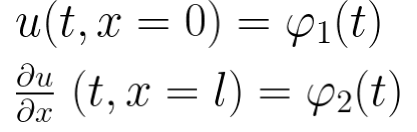 u(t, x = 0) = φ₁(t)
∂u/∂x (t, x = l) = φ₂(t)